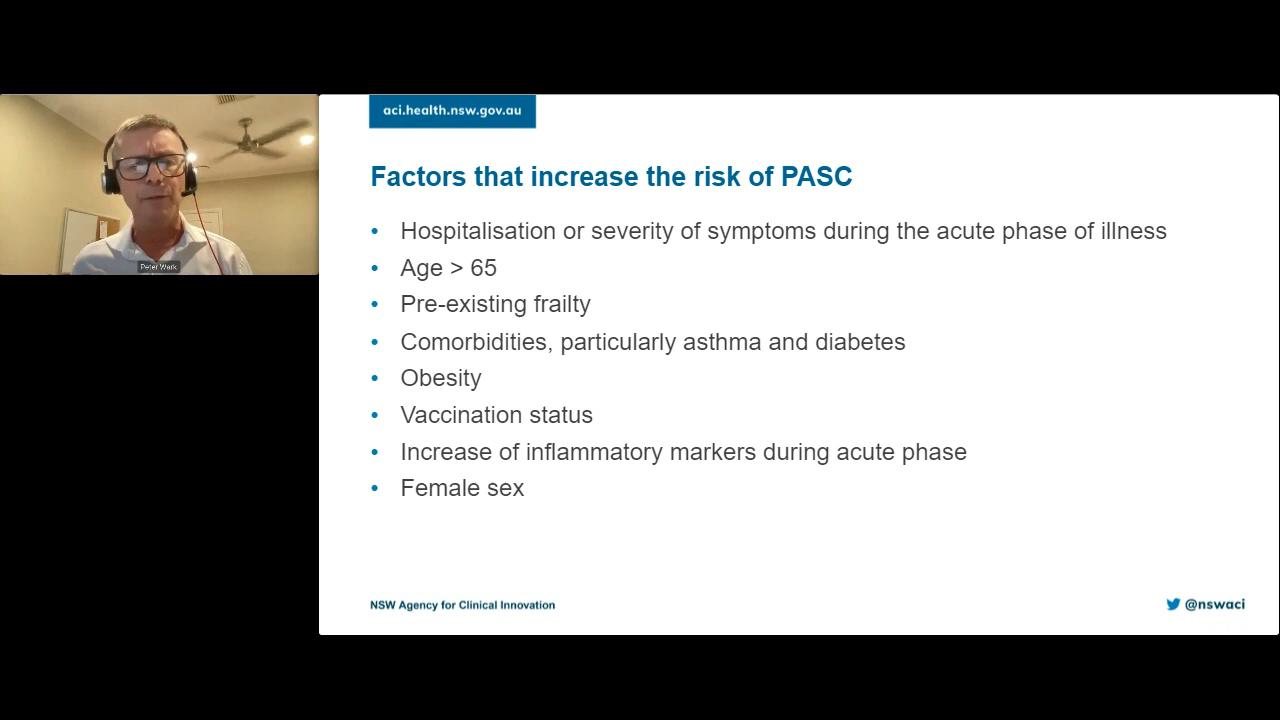 aci.health.nsw.gov.au
Factors that increase the risk of PASC
• Hospitalisation or severity of symptoms during the acute phase of illness
• Age > 65
• Pre-existing frailty
• Comorbidities, particularly asthma and diabetes
• Obesity
• Vaccination status
• Increase of inflammatory markers during acute phase
• Female sex
Peter Wark
NSW Agency for Clinical Innovation
@nswaci